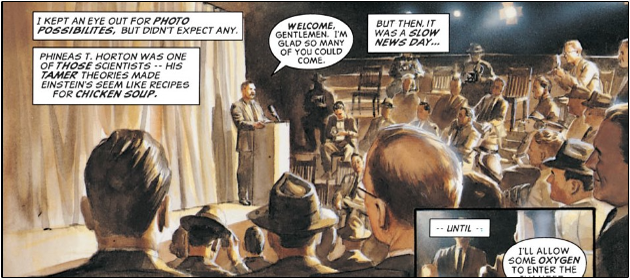 I KEPT AN EYE OUT FOR PHOTO
POSSIBILITES, BUT DIDN'T EXPECT ANY.
PHINEAS T. HORTON WAS ONE
OF THOSE SCIENTISTS -- HIS
TAMER THEORIES MADE
EINSTEIN'S SEEM LIKE RECIPES
FOR CHICKEN SOUP.
WELCOME,
GENTLEMEN. I'M
GLAD SO MANY
OF YOU COULD
COME.
BUT THEN, IT
WAS A SLOW
NEWS DAY...
-- UNTIL --
I'LL ALLOW
SOME OXYGEN
TO ENTER THE